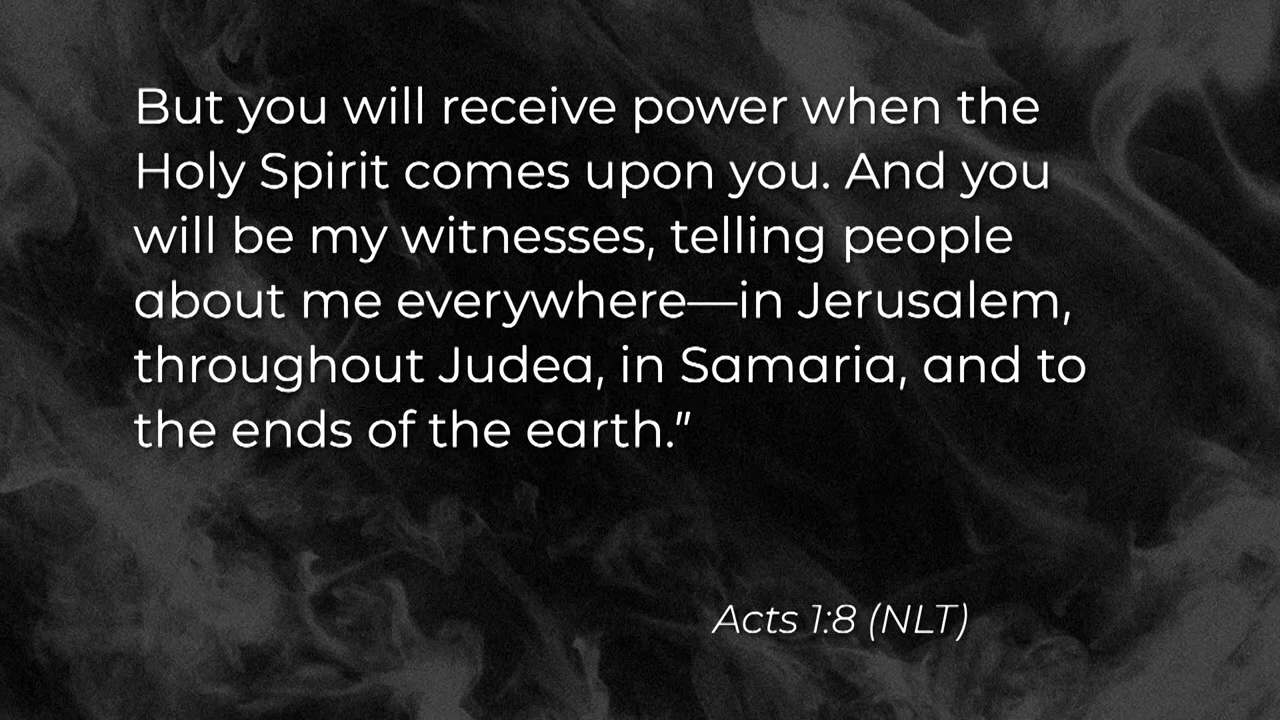 But you will receive power when the
Holy Spirit comes upon you. And you
will be my witnesses, telling people
about me everywhere—in Jerusalem,
throughout Judea, in Samaria, and to
the ends of the earth.”
Acts 1:8 (NLT)